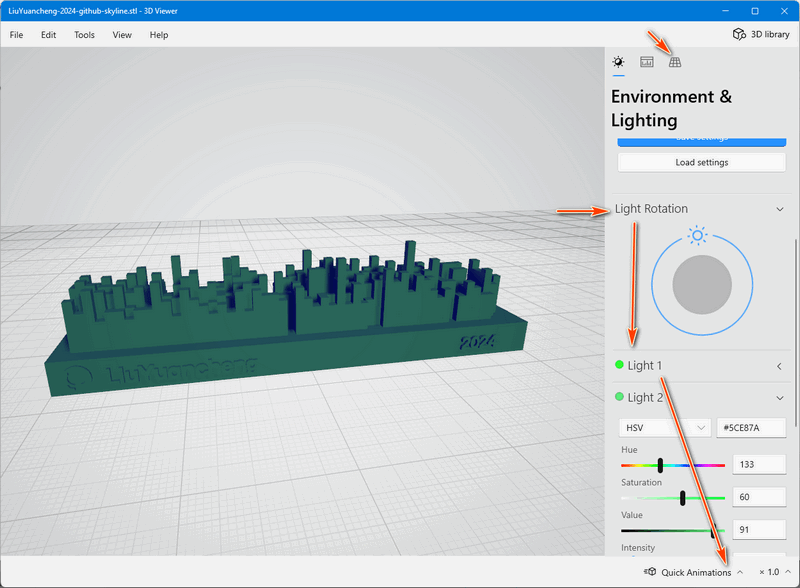 LiuYuancheng-2024-github-skyline.stl - 3D Viewer
File Edit Tools View Help
3D library
Environment &
Lighting
Save settings
Load settings
Light Rotation
Light 1
Light 2
HSV #5CE87A
Hue
133
Saturation
60
Value
91
Intensity
LiuYuancheng
2024
Quick Animations × 1.0